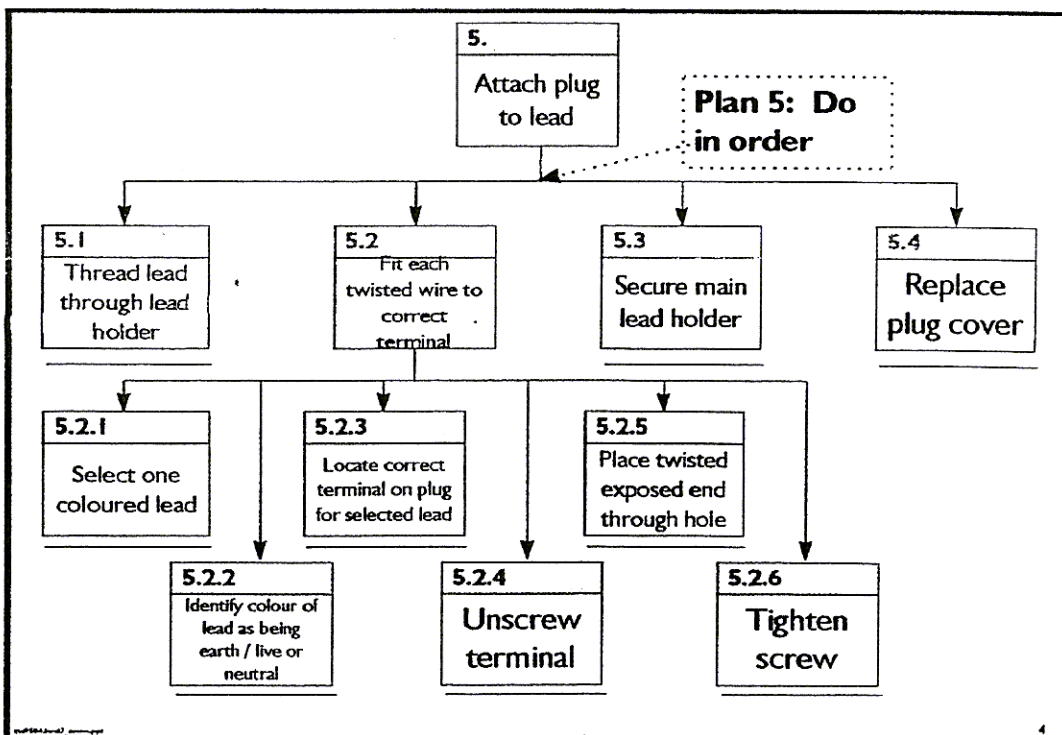 5.
Attach plug
to lead
Plan 5: Do
in order
5.1
Thread lead
through lead
holder
5.2
Fit each
twisted wire to
correct
terminal
5.3
Secure main
lead holder
5.4
Replace
plug cover
5.2.1
Select one
coloured lead
5.2.2
Identify colour of
lead as being
earth / live or
neutral
5.2.3
Locate correct
terminal on plug
for selected lead
5.2.4
Unscrew
terminal
5.2.5
Place twisted
exposed end
through hole
5.2.6
Tighten
screw
4